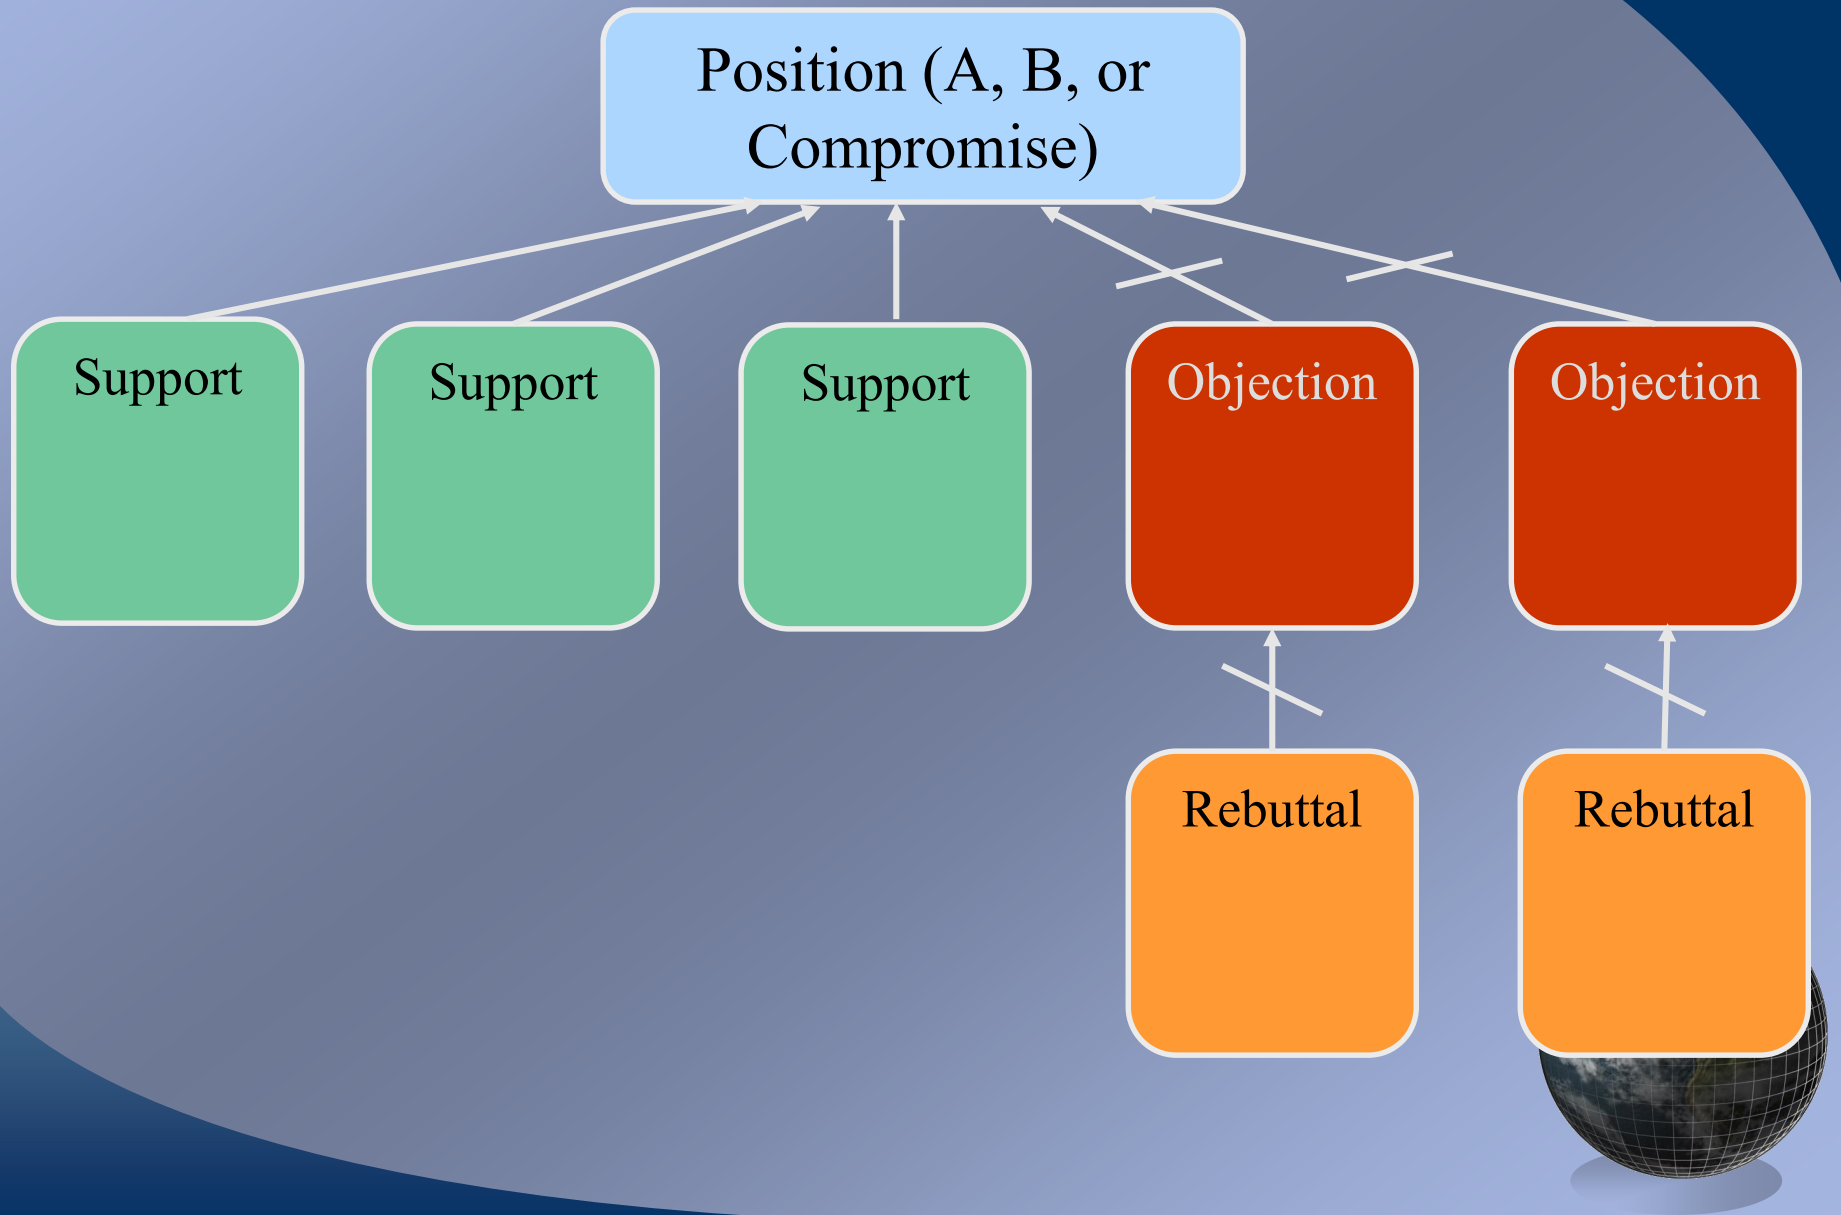 Position (A, B, or
Compromise)
Support
Support
Support
Objection
Objection
Rebuttal
Rebuttal